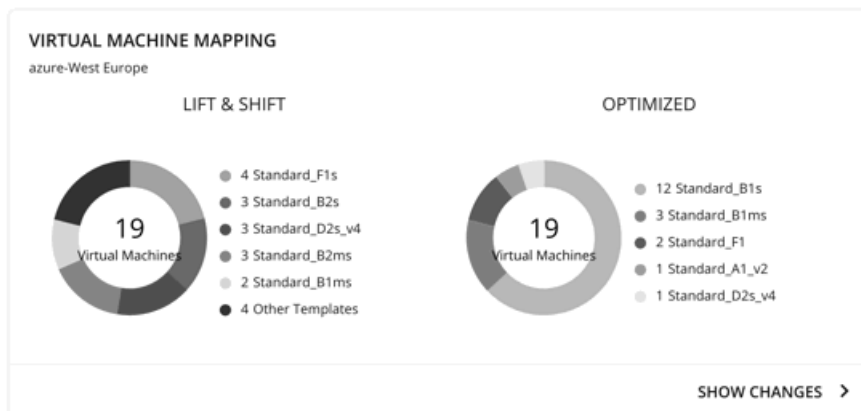 VIRTUAL MACHINE MAPPING
azure-West Europe
LIFT & SHIFT
19
Virtual Machines
4 Standard_F1s
3 Standard_B2s
3 Standard_D2s_v4
3 Standard_B2ms
2 Standard_B1ms
4 Other Templates
OPTIMIZED
19
Virtual Machines
12 Standard_B1s
3 Standard_B1ms
2 Standard_F1
1 Standard_A1_v2
1 Standard_D2s_v4
SHOW CHANGES